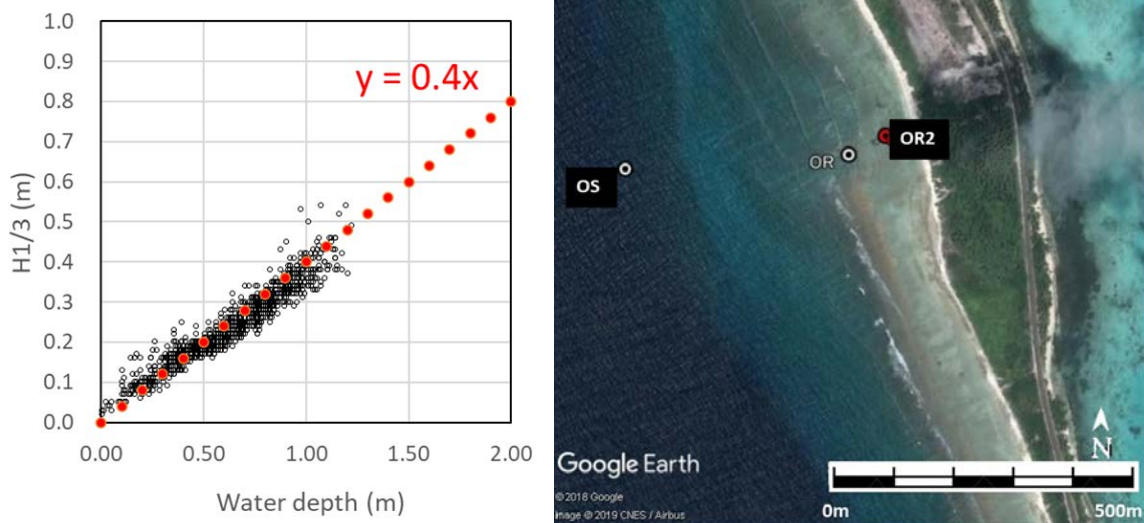 1.0
0.9
0.8
0.7
0.6
0.5
0.4
0.3
0.2
0.1
0.0
H1/3 (m)
y = 0.4x
0.00 0.50 1.00 1.50 2.00
Water depth (m)
OS
OR
OR2
Google Earth
© 2018 Google
Image © 2019 CNES / Airbus
N
0m 500m